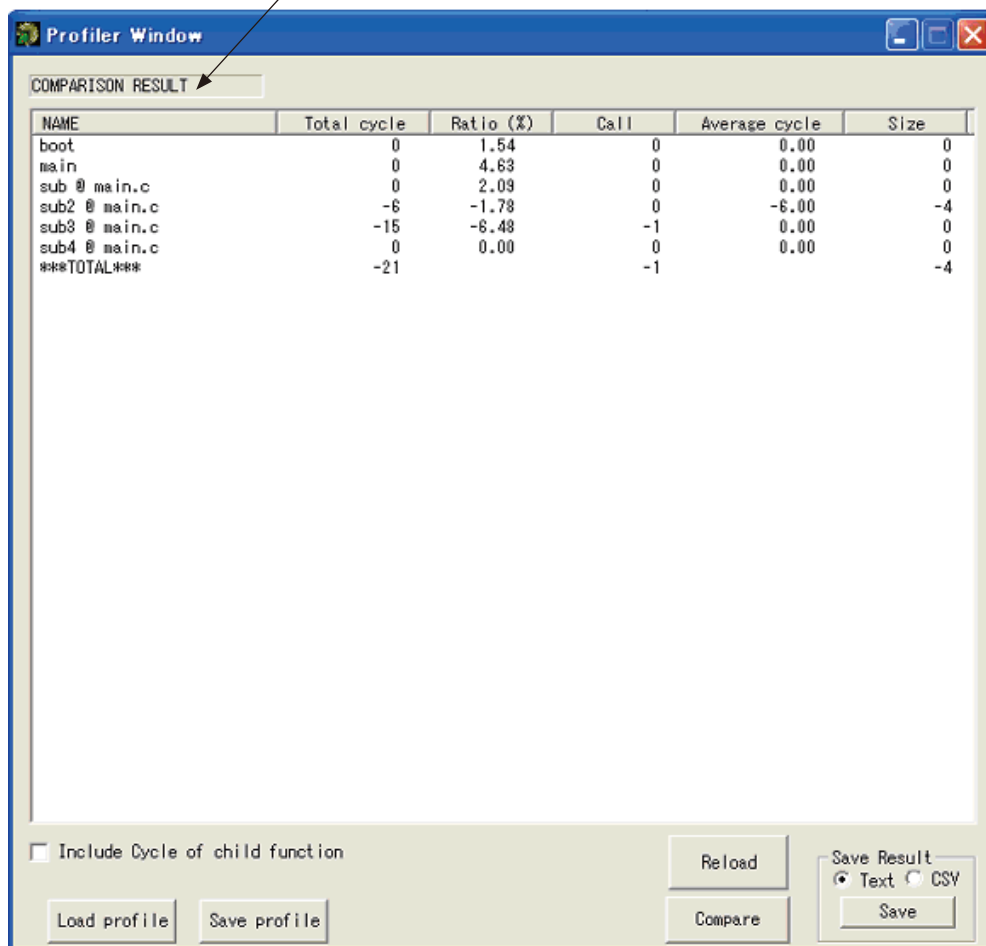 Profiler Window
COMPARISON RESULT
NAME Total cycle Ratio (%) Call Average cycle Size
boot 0 1.54 0 0.00 0
main 0 4.63 0 0.00 0
sub @ main.c 0 2.09 0 0.00 0
sub2 @ main.c -6 -1.78 0 -6.00 -4
sub3 @ main.c -15 -6.48 -1 0.00 0
sub4 @ main.c 0 0.00 0 0.00 0
***TOTAL*** -21 -1 -4
Include Cycle of child function
Reload
Save Result
Text CSV
Load profile Save profile Compare Save